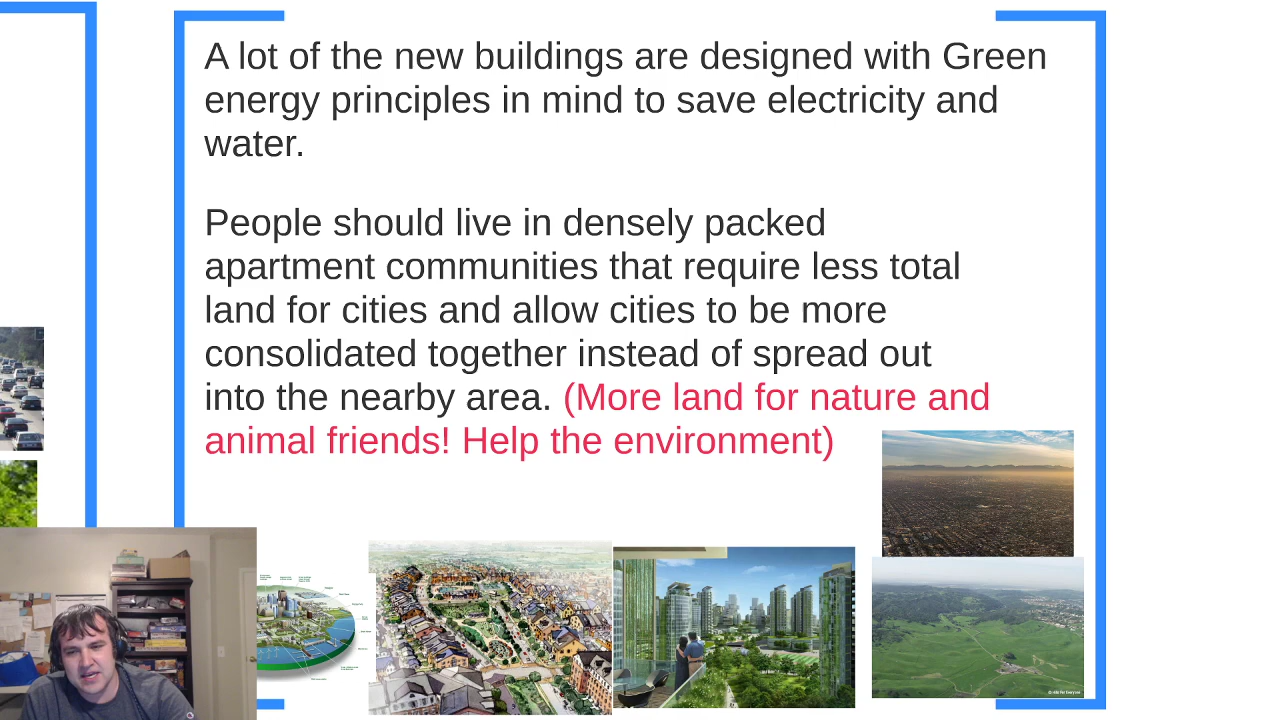 A lot of the new buildings are designed with Green
energy principles in mind to save electricity and
water.
People should live in densely packed
apartment communities that require less total
land for cities and allow cities to be more
consolidated together instead of spread out
into the nearby area. (More land for nature and
animal friends! Help the environment)